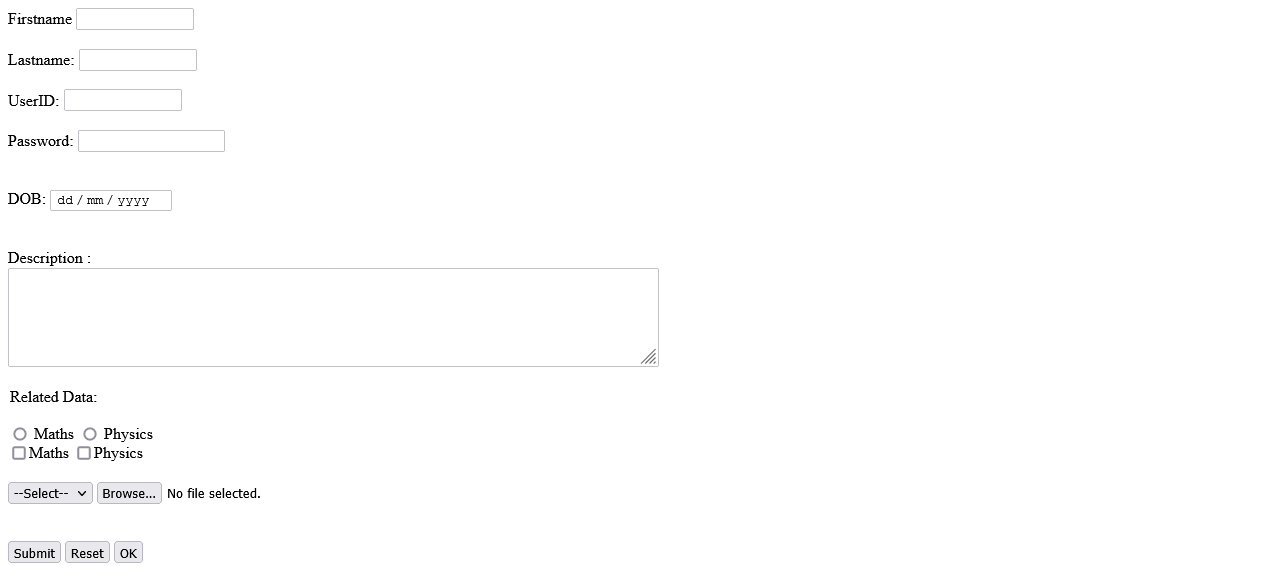 Firstname
Lastname:
UserID:
Password:
DOB: dd / mm / yyyy
Description :
Related Data:
Maths Physics
Maths Physics
--Select-- Browse... No file selected.
Submit Reset OK